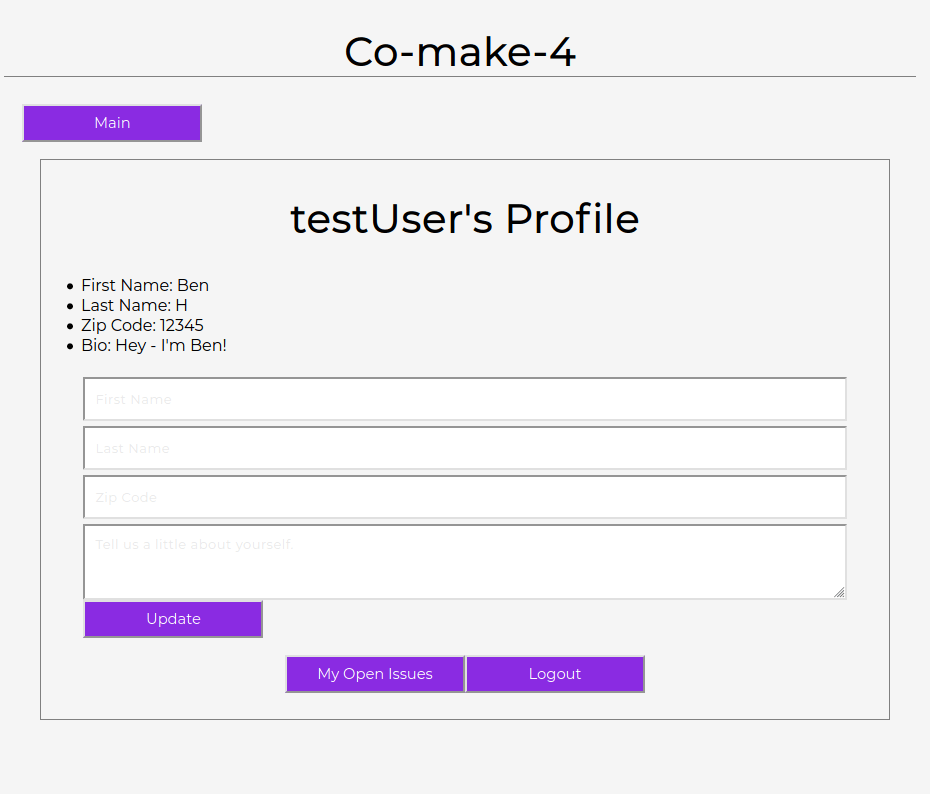 Co-make-4
Main
testUser's Profile
First Name: Ben
Last Name: H
Zip Code: 12345
Bio: Hey - I'm Ben!
First Name
Last Name
Zip Code
Tell us a little about yourself.
Update
My Open Issues
Logout